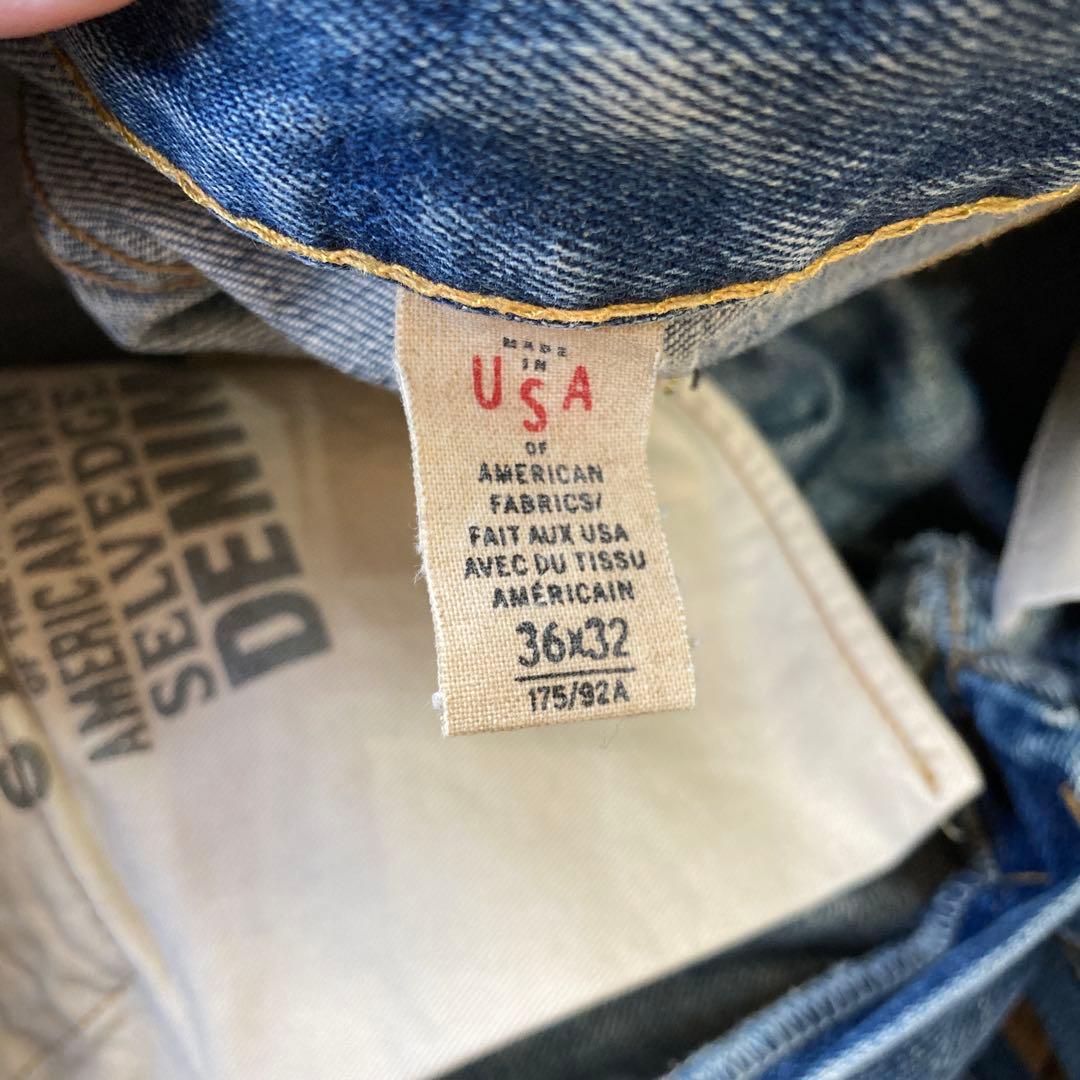 MADE
IN
USA
OF
AMERICAN
FABRICS/
FAIT AUX USA
AVEC DU TISSU
AMÉRICAIN
36x32
175/92A
AMERICAN
SELVEDGE
DENIM